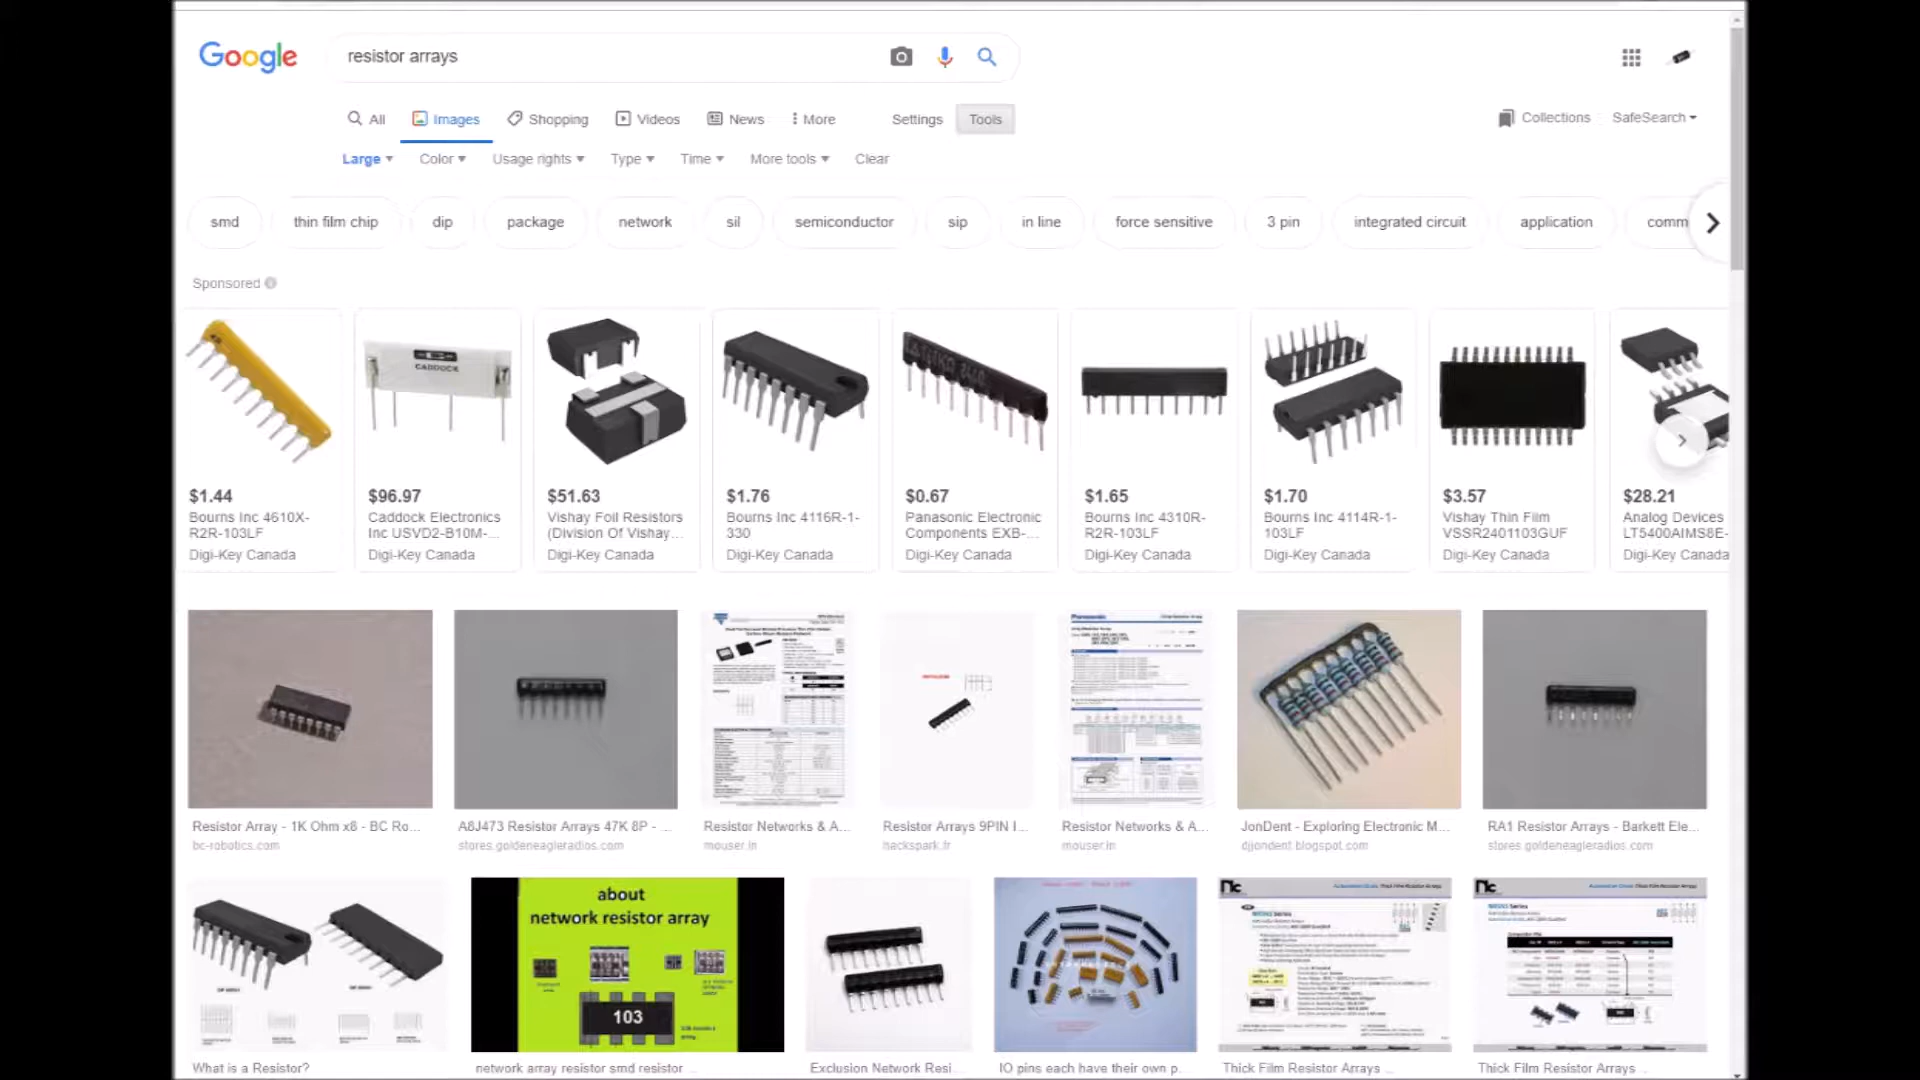 Google
resistor arrays
All
Images
Shopping
Videos
News
More
Settings
Tools
Collections
SafeSearch
Large
Color
Usage rights
Type
Time
More tools
Clear
smd
thin film chip
dip
package
network
sil
semiconductor
sip
in line
force sensitive
3 pin
integrated circuit
application
comm
Sponsored
CADDOCK
$1.44
Bourns Inc 4610X-
R2R-103LF
Digi-Key Canada
$96.97
Caddock Electronics
Inc USVD2-B10M-...
Digi-Key Canada
$51.63
Vishay Foil Resistors
(Division Of Vishay...
Digi-Key Canada
$1.76
Bourns Inc 4116R-1-
330
Digi-Key Canada
$0.67
Panasonic Electronic
Components EXB-...
Digi-Key Canada
$1.65
Bourns Inc 4310R-
R2R-103LF
Digi-Key Canada
$1.70
Bourns Inc 4114R-1-
103LF
Digi-Key Canada
$3.57
Vishay Thin Film
VSSR2401103GUF
Digi-Key Canada
$28.21
Analog Devices
LT5400AIMS8E-
Digi-Key Canada
Panasonic
Resistor Array - 1K Ohm x8 - BC Ro...
bc-robotics.com
A8J473 Resistor Arrays 47K 8P - ...
stores.goldeneagleradios.com
Resistor Networks & A...
mouser.in
Resistor Arrays 9PIN I...
hackspark.fr
Resistor Networks & A...
mouser.in
JonDent - Exploring Electronic M...
djjondent.blogspot.com
RA1 Resistor Arrays - Barkett Ele...
stores.goldeneagleradios.com
about
network resistor array
103
What is a Resistor?
network array resistor smd resistor ...
Exclusion Network Resi...
IO pins each have their own p...
Thick Film Resistor Arrays ...
Thick Film Resistor Arrays ...